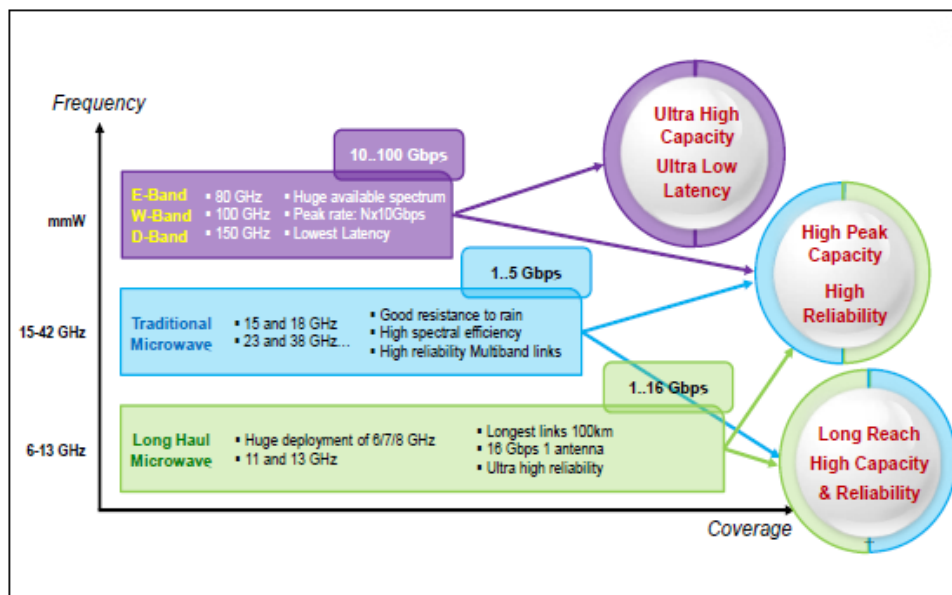 Frequency
Ultra High
Capacity
Ultra Low
Latency
10..100 Gbps
mmW
E-Band
W-Band
D-Band
▪ 80 GHz
▪ 100 GHz
▪ 150 GHz
▪ Huge available spectrum
▪ Peak rate: Nx10Gbps
▪ Lowest Latency
High Peak
Capacity
High
Reliability
1..5 Gbps
15-42 GHz
Traditional
Microwave
▪ 15 and 18 GHz
▪ 23 and 38 GHz...
▪ Good resistance to rain
▪ High spectral efficiency
▪ High reliability Multiband links
1..16 Gbps
6-13 GHz
Long Haul
Microwave
▪ Huge deployment of 6/7/8 GHz
▪ 11 and 13 GHz
▪ Longest links 100km
▪ 16 Gbps 1 antenna
▪ Ultra high reliability
Long Reach
High Capacity
& Reliability
Coverage